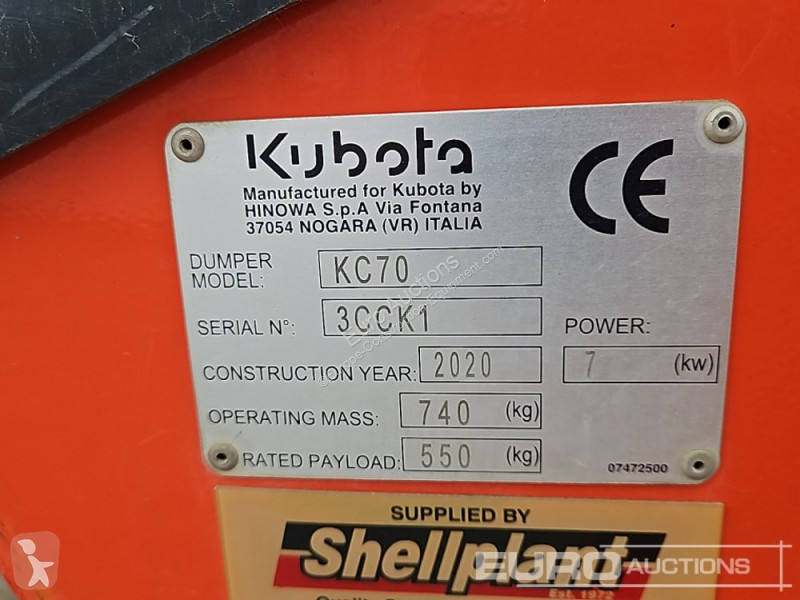 Kubota
Manufactured for Kubota by
HINOWA S.p.A Via Fontana
37054 NOGARA (VR) ITALIA
CE
DUMPER MODEL: KC70
SERIAL N°: 3CCK1
POWER: 7 (kw)
CONSTRUCTION YEAR: 2020
OPERATING MASS: 740 (kg)
RATED PAYLOAD: 550 (kg)
07472500
SUPPLIED BY
Shellplant
Est. 1972
EURO AUCTIONS